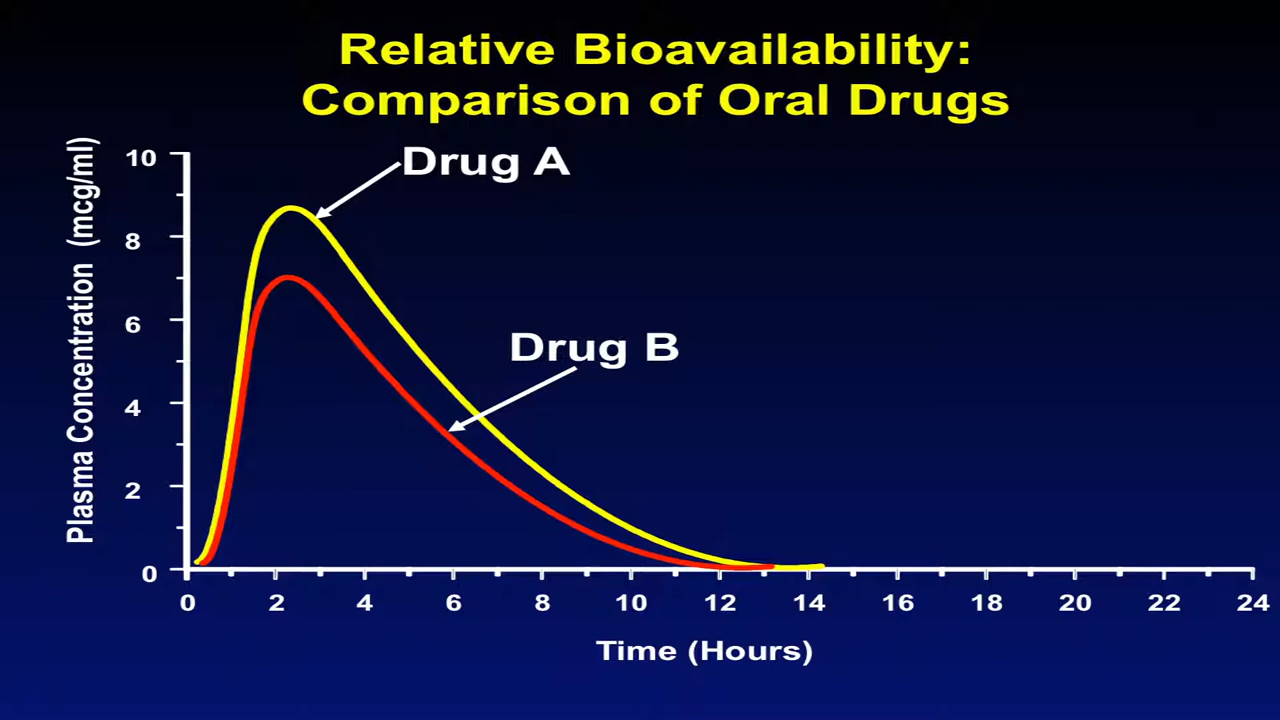 Relative Bioavailability:
Comparison of Oral Drugs
Plasma Concentration (mcg/ml)
10
8
6
4
2
0
Drug A
Drug B
0 2 4 6 8 10 12 14 16 18 20 22 24
Time (Hours)